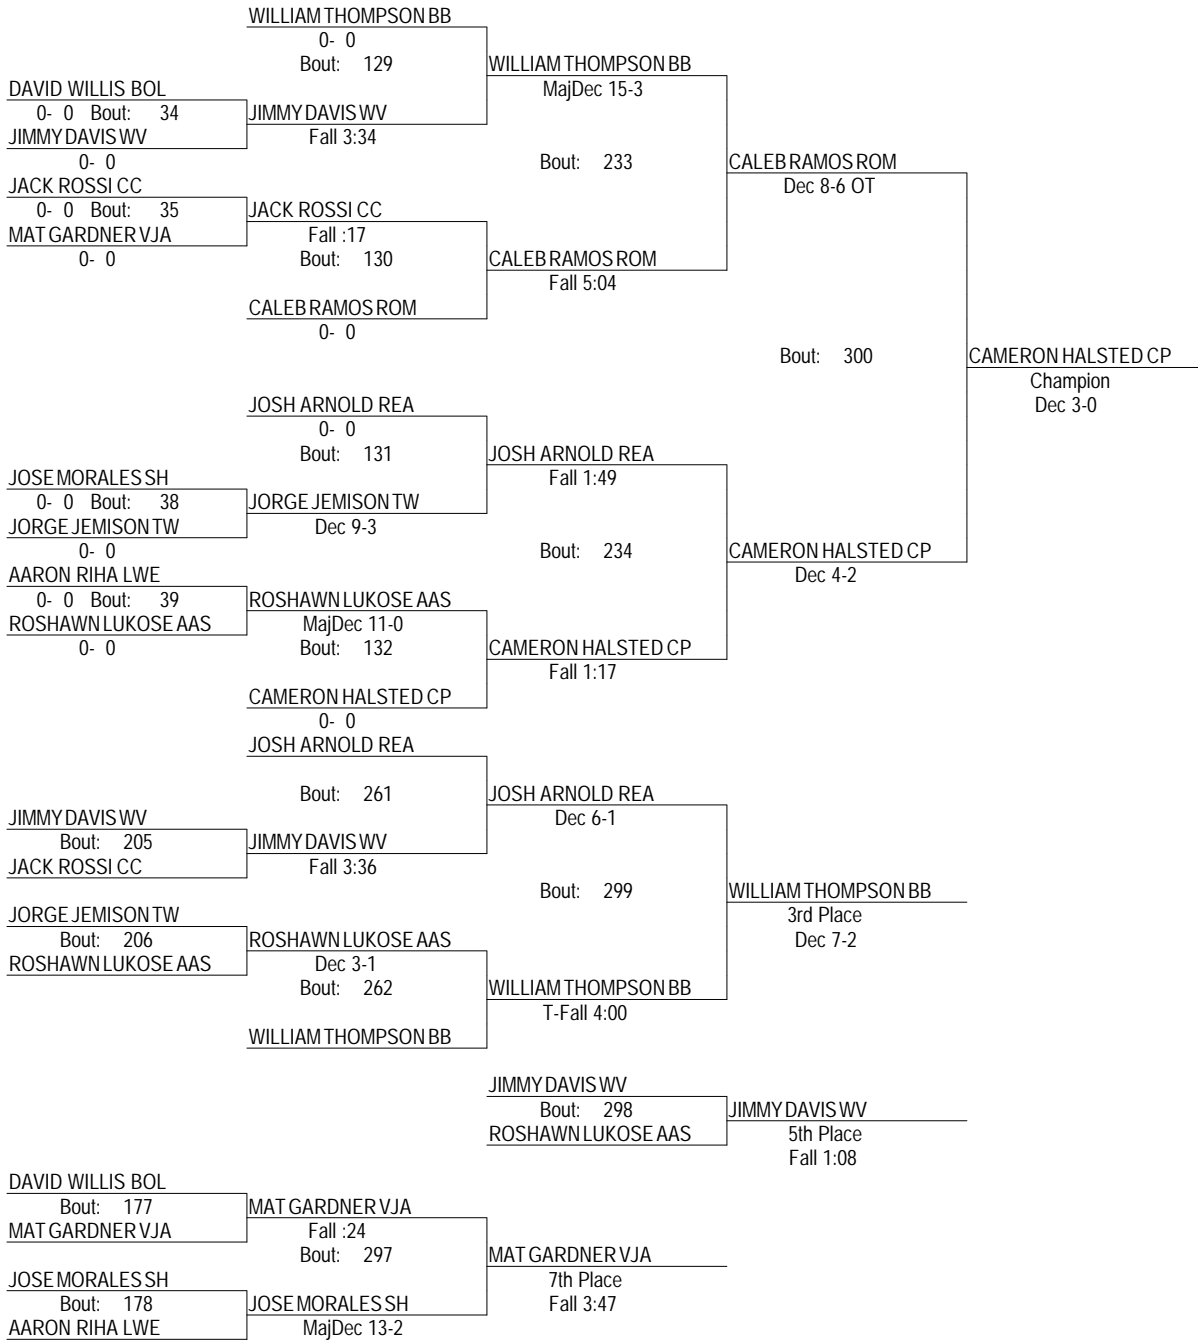 WILLIAM THOMPSON BB
0- 0
Bout: 129
WILLIAM THOMPSON BB
MajDec 15-3
DAVID WILLIS BOL
0- 0 Bout: 34
JIMMY DAVIS WV
Fall 3:34
JIMMY DAVIS WV
0- 0
Bout: 233
CALEB RAMOS ROM
Dec 8-6 OT
JACK ROSSI CC
0- 0 Bout: 35
JACK ROSSI CC
Fall :17
MAT GARDNER VJA
0- 0
Bout: 130
CALEB RAMOS ROM
Fall 5:04
CALEB RAMOS ROM
0- 0
Bout: 300
CAMERON HALSTED CP
Champion
Dec 3-0
JOSH ARNOLD REA
0- 0
Bout: 131
JOSH ARNOLD REA
Fall 1:49
JOSE MORALES SH
0- 0 Bout: 38
JORGE JEMISON TW
Dec 9-3
JORGE JEMISON TW
0- 0
Bout: 234
CAMERON HALSTED CP
Dec 4-2
AARON RIHA LWE
0- 0 Bout: 39
ROSHAWN LUKOSE AAS
MajDec 11-0
ROSHAWN LUKOSE AAS
0- 0
Bout: 132
CAMERON HALSTED CP
Fall 1:17
CAMERON HALSTED CP
0- 0
JOSH ARNOLD REA
Bout: 261
JOSH ARNOLD REA
Dec 6-1
JIMMY DAVIS WV
Bout: 205
JIMMY DAVIS WV
Fall 3:36
JACK ROSSI CC
Bout: 299
WILLIAM THOMPSON BB
3rd Place
Dec 7-2
JORGE JEMISON TW
Bout: 206
ROSHAWN LUKOSE AAS
Dec 3-1
ROSHAWN LUKOSE AAS
Bout: 262
WILLIAM THOMPSON BB
T-Fall 4:00
WILLIAM THOMPSON BB
JIMMY DAVIS WV
Bout: 298
JIMMY DAVIS WV
5th Place
Fall 1:08
ROSHAWN LUKOSE AAS
DAVID WILLIS BOL
Bout: 177
MAT GARDNER VJA
Fall :24
MAT GARDNER VJA
Bout: 297
MAT GARDNER VJA
7th Place
Fall 3:47
JOSE MORALES SH
Bout: 178
JOSE MORALES SH
MajDec 13-2
AARON RIHA LWE